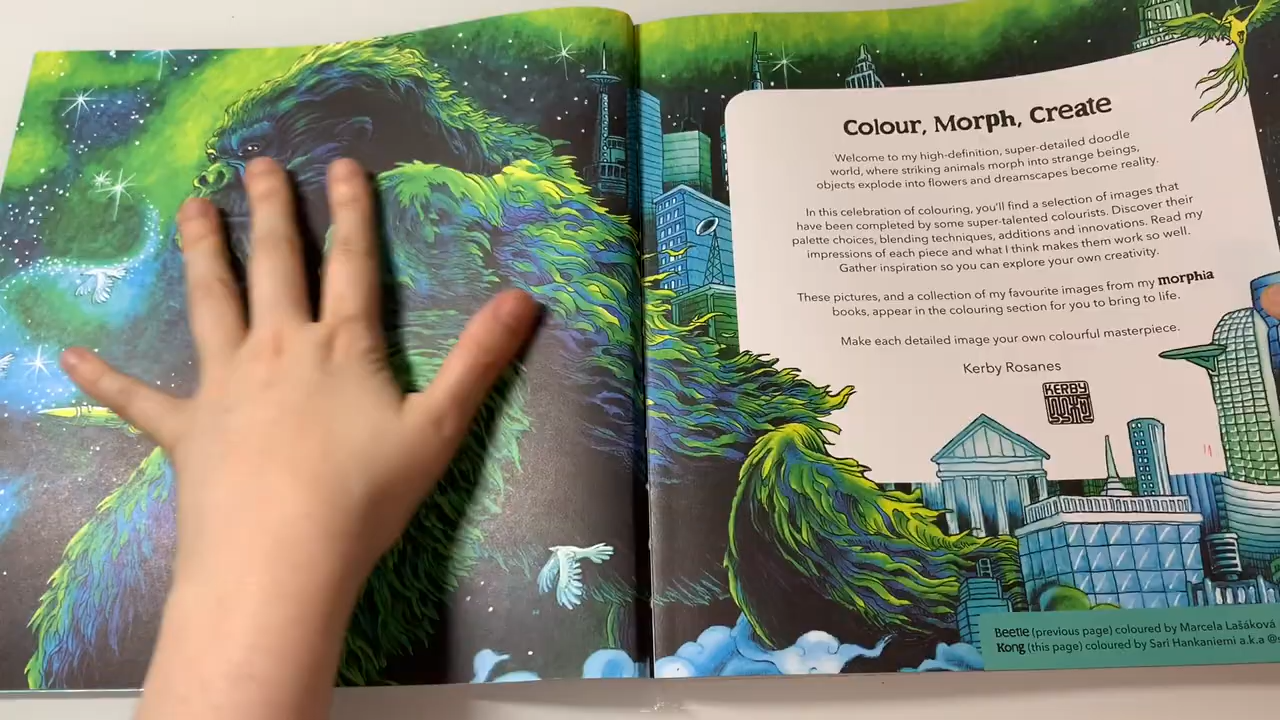 Colour, Morph, Create
Welcome to my high-definition, super-detailed doodle
world, where striking animals morph into strange beings,
objects explode into flowers and dreamscapes become reality.
In this celebration of colouring, you'll find a selection of images that
have been completed by some super-talented colourists. Discover their
palette choices, blending techniques, additions and innovations. Read my
impressions of each piece and what I think makes them work so well.
Gather inspiration so you can explore your own creativity.
These pictures, and a collection of my favourite images from my morphia
books, appear in the colouring section for you to bring to life.
Make each detailed image your own colourful masterpiece.
Kerby Rosanes
KERBY
Beetle (previous page) coloured by Marcela Lašáková
Kong (this page) coloured by Sari Hankaniemi a.k.a @